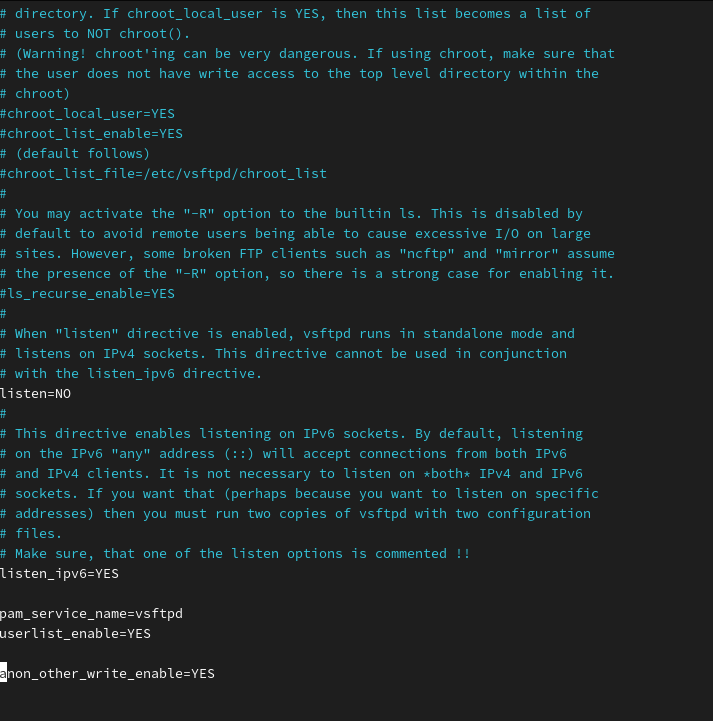 # directory. If chroot_local_user is YES, then this list becomes a list of
# users to NOT chroot().
# (Warning! chroot'ing can be very dangerous. If using chroot, make sure that
# the user does not have write access to the top level directory within the
# chroot)
#chroot_local_user=YES
#chroot_list_enable=YES
# (default follows)
#chroot_list_file=/etc/vsftpd/chroot_list
#
# You may activate the "-R" option to the builtin ls. This is disabled by
# default to avoid remote users being able to cause excessive I/O on large
# sites. However, some broken FTP clients such as "ncftp" and "mirror" assume
# the presence of the "-R" option, so there is a strong case for enabling it.
#ls_recurse_enable=YES
#
# When "listen" directive is enabled, vsftpd runs in standalone mode and
# listens on IPv4 sockets. This directive cannot be used in conjunction
# with the listen_ipv6 directive.
listen=NO
#
# This directive enables listening on IPv6 sockets. By default, listening
# on the IPv6 "any" address (::) will accept connections from both IPv6
# and IPv4 clients. It is not necessary to listen on *both* IPv4 and IPv6
# sockets. If you want that (perhaps because you want to listen on specific
# addresses) then you must run two copies of vsftpd with two configuration
# files.
# Make sure, that one of the listen options is commented !!
listen_ipv6=YES

pam_service_name=vsftpd
userlist_enable=YES

anon_other_write_enable=YES